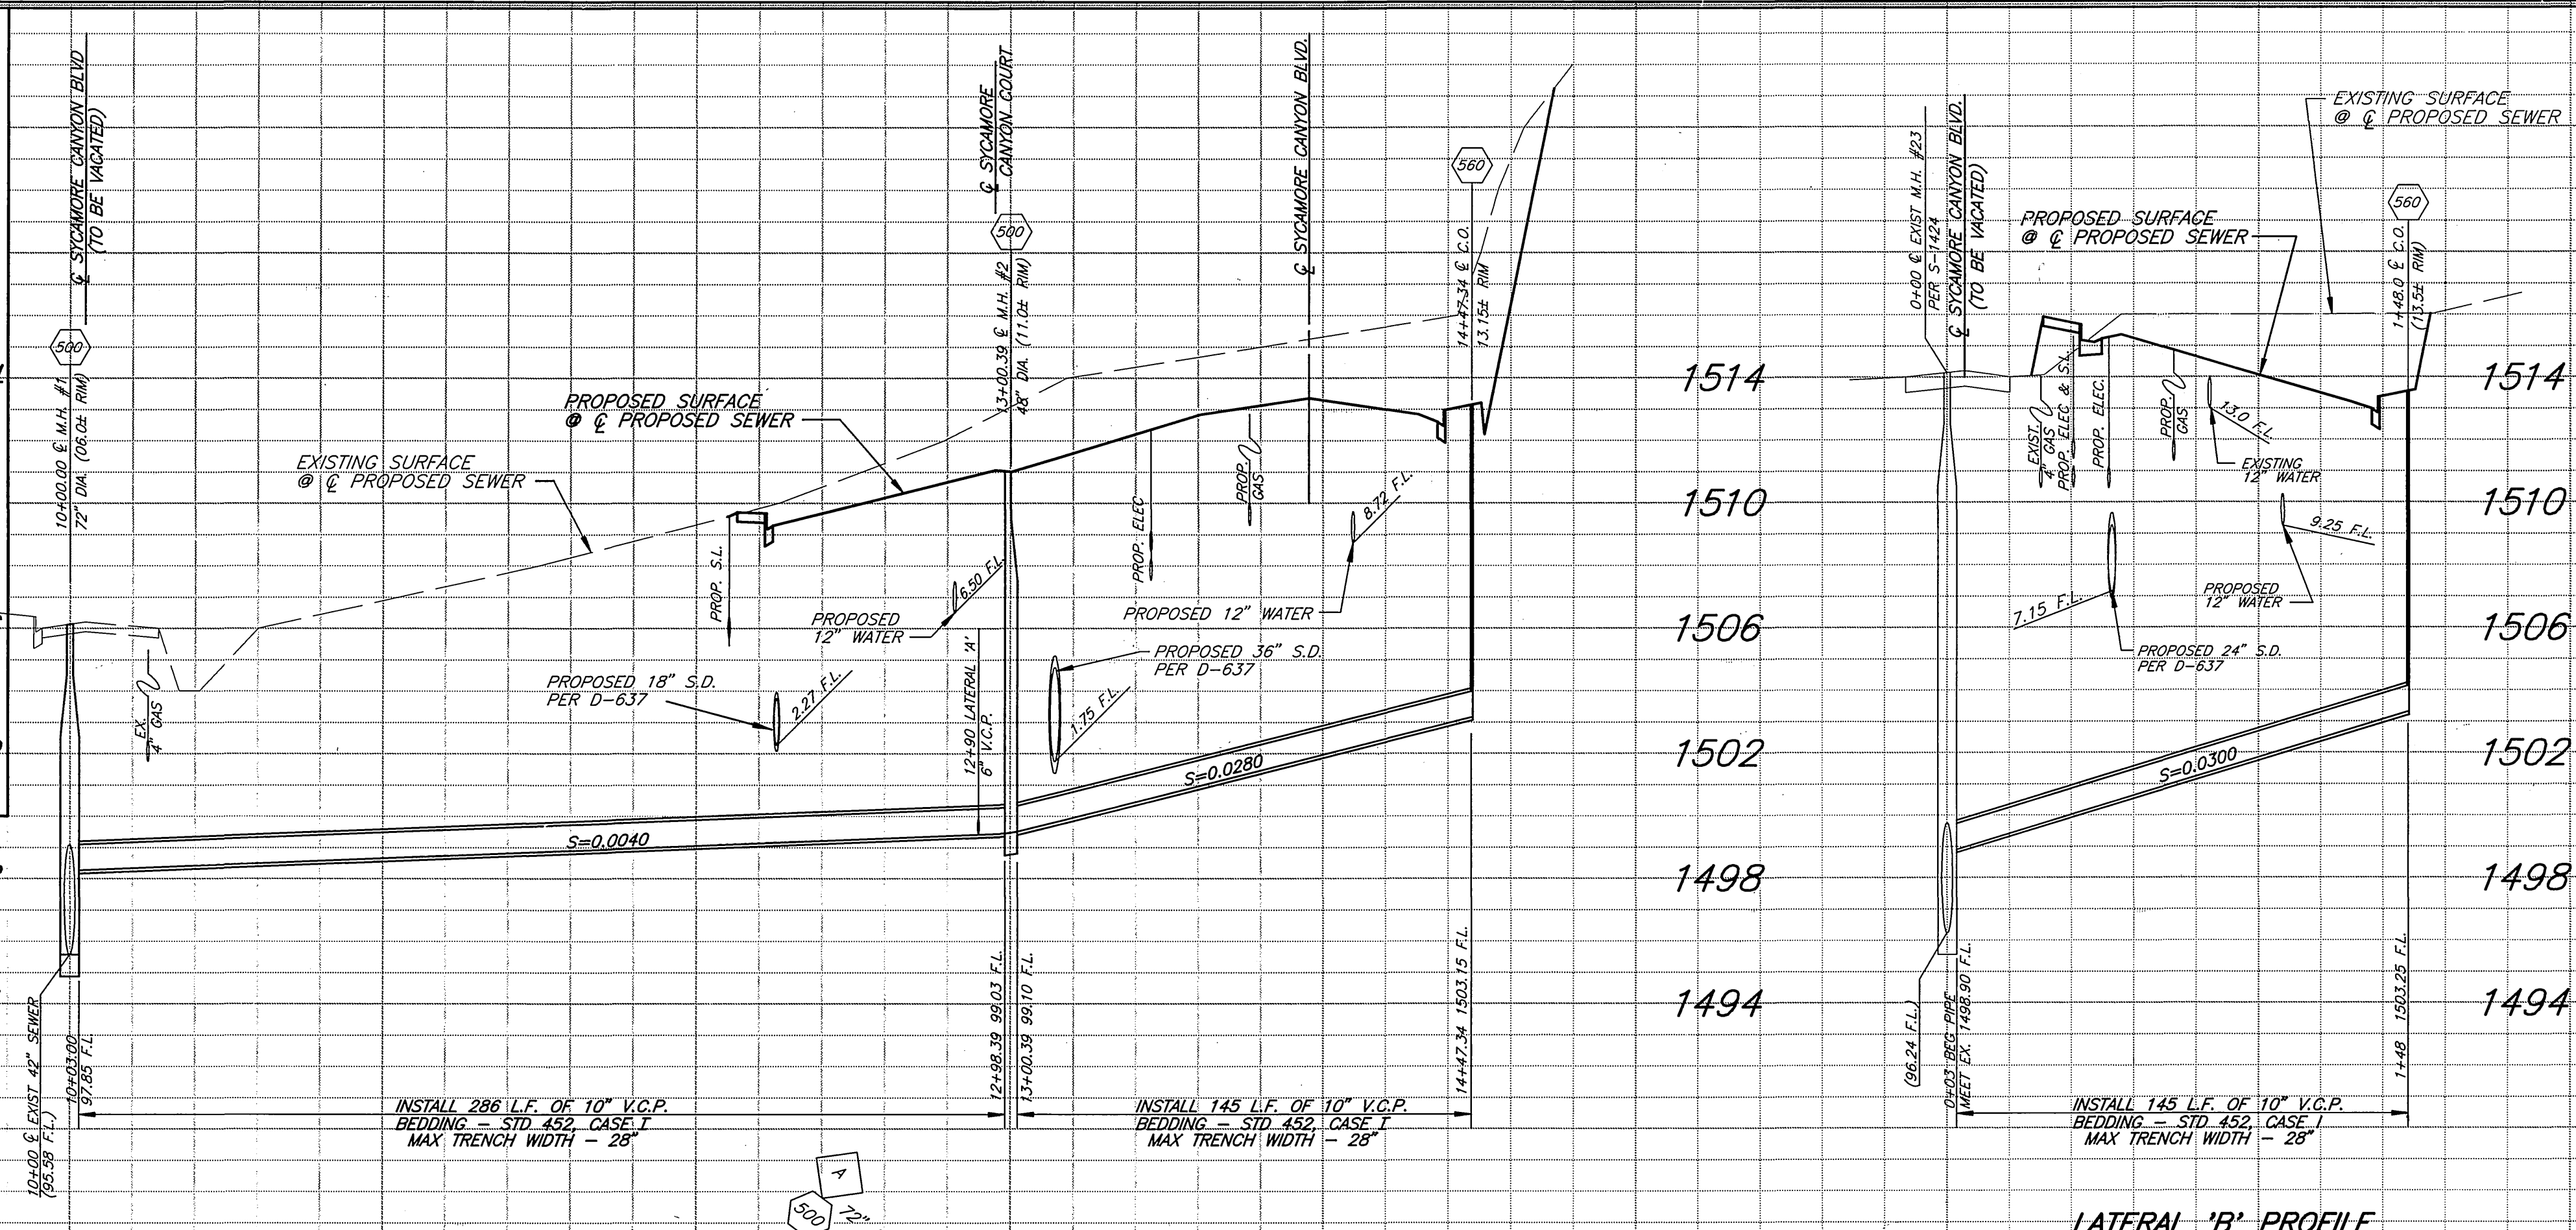 ℄ SYCAMORE CANYON BLVD
(TO BE VACATED)
500
10+00.00 ℄ M.H. #1
72" DIA. (06.0± RIM)
EXISTING SURFACE
@ ℄ PROPOSED SEWER
PROPOSED SURFACE
@ ℄ PROPOSED SEWER
℄ SYCAMORE
CANYON COURT
500
13+00.39 ℄ M.H. #2
48" DIA. (11.0± RIM)
℄ SYCAMORE CANYON BLVD.
560
14+47.34 ℄ C.O.
13.15± RIM
EX.
4" GAS
PROP. S.L.
PROPOSED
12" WATER
6.50 F.L.
PROPOSED 18" S.D.
PER D-637
2.27 F.L.
12+90 LATERAL 'A'
6" V.C.P.
PROP. ELEC
PROP.
GAS
PROPOSED 12" WATER
8.72 F.L.
PROPOSED 36" S.D.
PER D-637
1.75 F.L.
S=0.0040
S=0.0280
10+00 ℄ EXIST 42" SEWER
(95.58 F.L.)
10+03.00
97.85 F.L.
12+98.39 99.03 F.L.
13+00.39 99.10 F.L.
14+47.34 1503.15 F.L.
INSTALL 286 L.F. OF 10" V.C.P.
BEDDING - STD 452, CASE I
MAX TRENCH WIDTH - 28"
INSTALL 145 L.F. OF 10" V.C.P.
BEDDING - STD 452, CASE I
MAX TRENCH WIDTH - 28"
A
500
72"
1514
1510
1506
1502
1498
1494
0+00 ℄ EXIST M.H. #23
PER S-1424
℄ SYCAMORE CANYON BLVD.
(TO BE VACATED)
EXISTING SURFACE
@ ℄ PROPOSED SEWER
PROPOSED SURFACE
@ ℄ PROPOSED SEWER
560
1+48.0 ℄ C.O.
(13.5± RIM)
EXIST.
4" GAS
PROP. ELEC & S.L.
PROP. ELEC.
PROP.
GAS
13.0 F.L.
EXISTING
12" WATER
9.25 F.L.
PROPOSED
12" WATER
7.15 F.L.
PROPOSED 24" S.D.
PER D-637
S=0.0300
(96.24 F.L.)
0+03 BEG PIPE
MEET EX. 1498.90 F.L.
1+48 1503.25 F.L.
INSTALL 145 L.F. OF 10" V.C.P.
BEDDING - STD 452, CASE I
MAX TRENCH WIDTH - 28"
1514
1510
1506
1502
1498
1494
LATERAL 'B' PROFILE